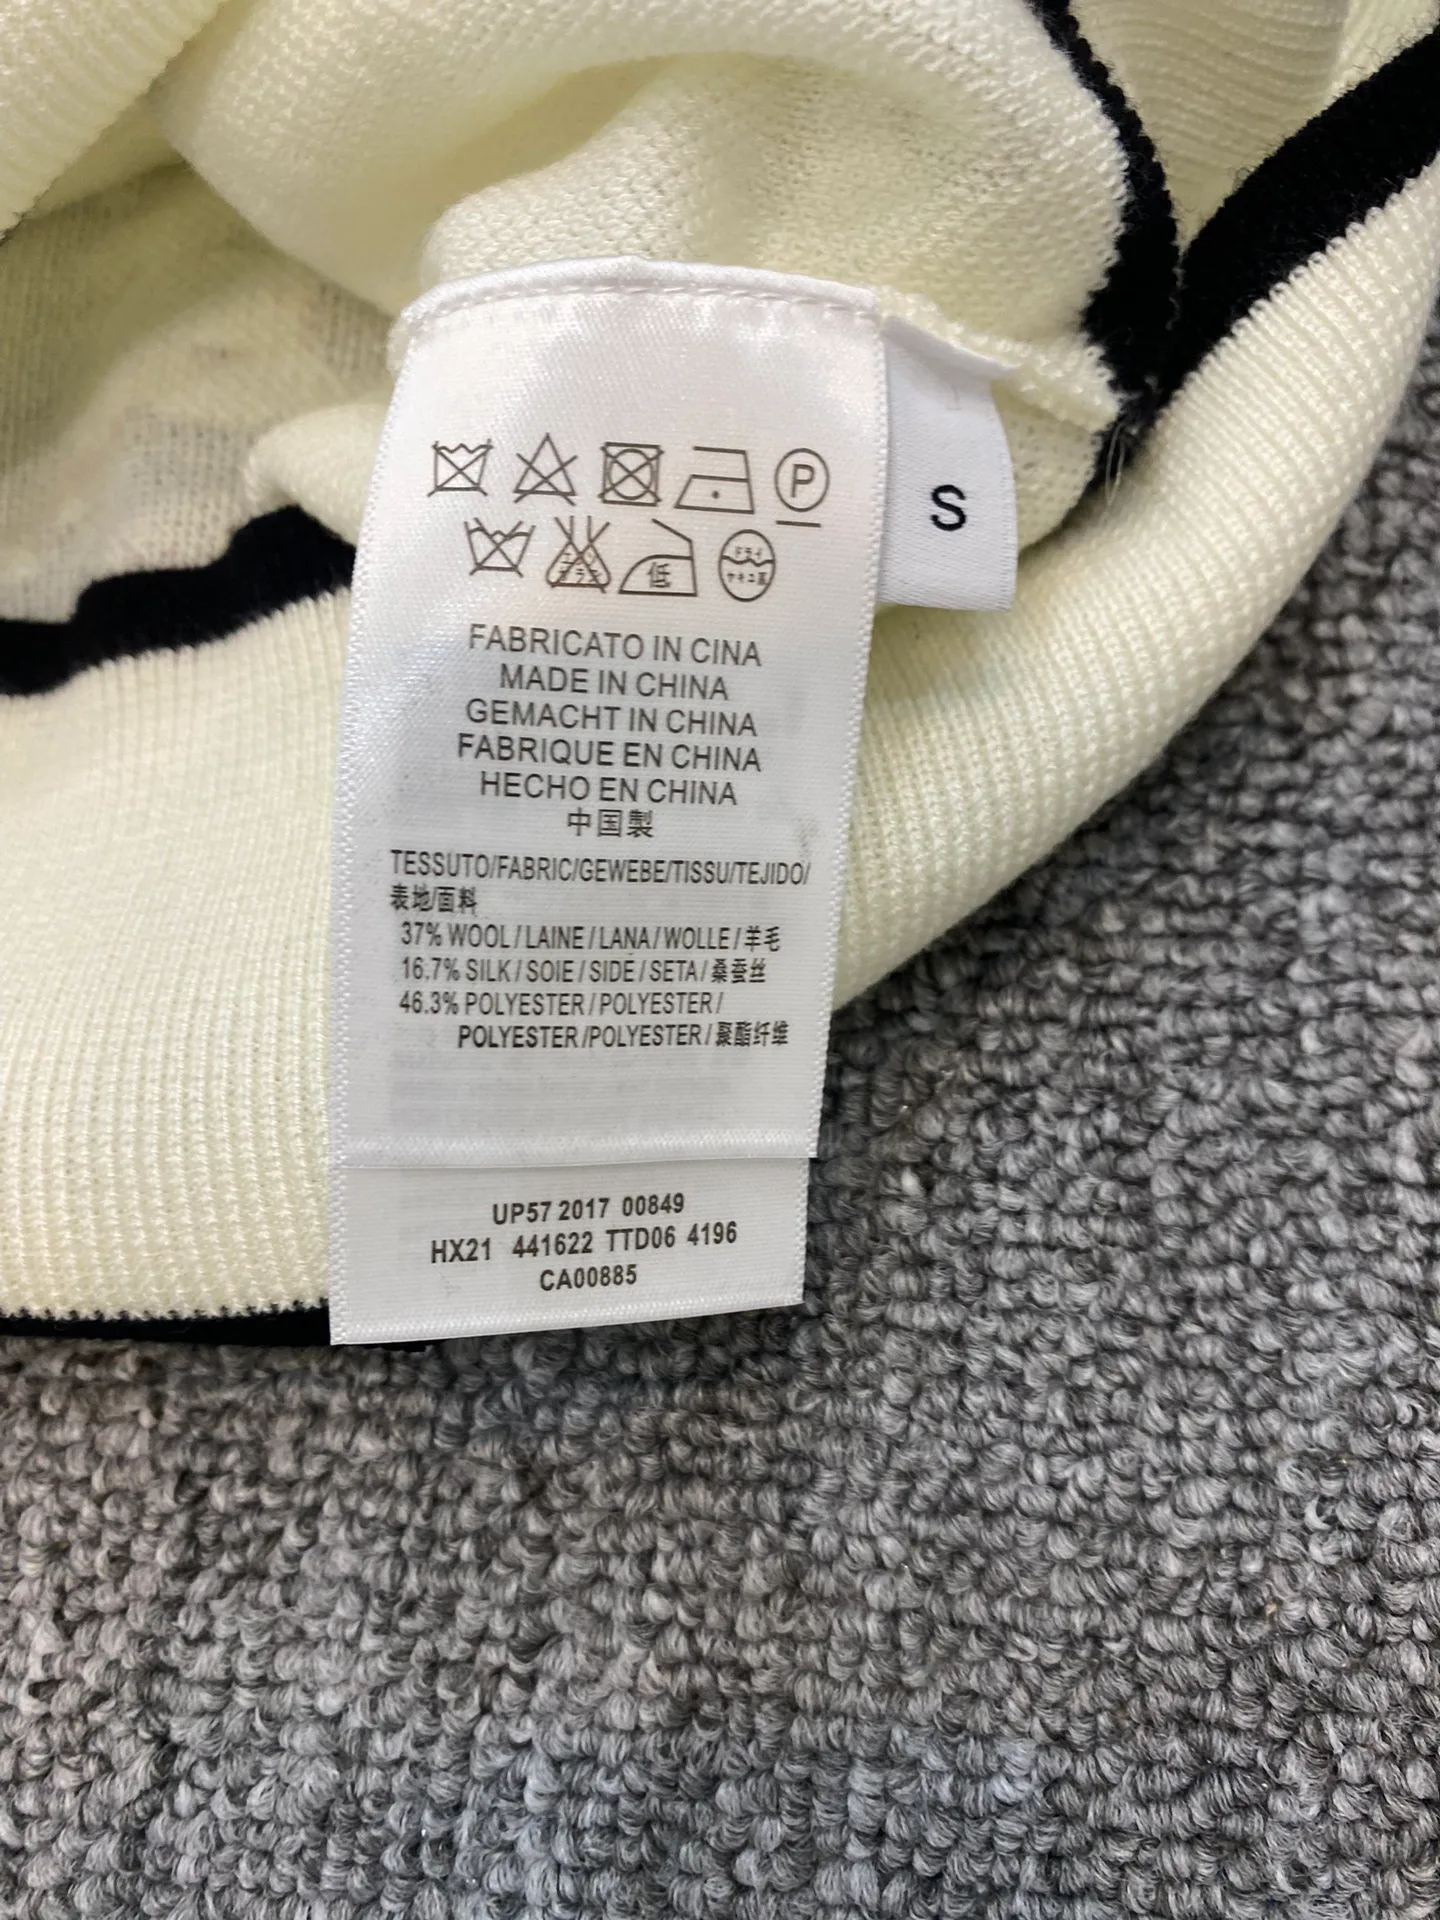 P
低
ドライ
S
FABRICATO IN CINA
MADE IN CHINA
GEMACHT IN CHINA
FABRIQUE EN CHINA
HECHO EN CHINA
中国製
TESSUTO/FABRIC/GEWEBE/TISSU/TEJIDO/
表地/面料
37% WOOL/LAINE/LANA/WOLLE/羊毛
16.7% SILK/SOIE/SIDE/SETA/桑蚕丝
46.3% POLYESTER/POLYESTER/
POLYESTER/POLYESTER/聚酯纤维
UP57 2017 00849
HX21 441622 TTD06 4196
CA00885